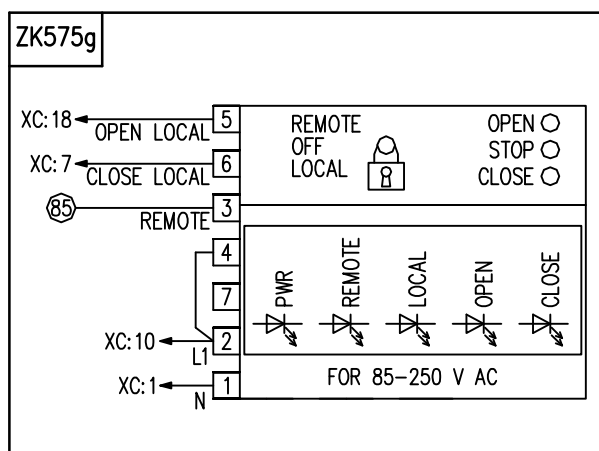 ZK575g
XC:18
OPEN LOCAL
5
REMOTE
OFF
LOCAL
OPEN
STOP
CLOSE
XC:7
CLOSE LOCAL
6
85
REMOTE
3
4
7
PWR
REMOTE
LOCAL
OPEN
CLOSE
XC:10
L1
2
XC:1
N
1
FOR 85-250 V AC